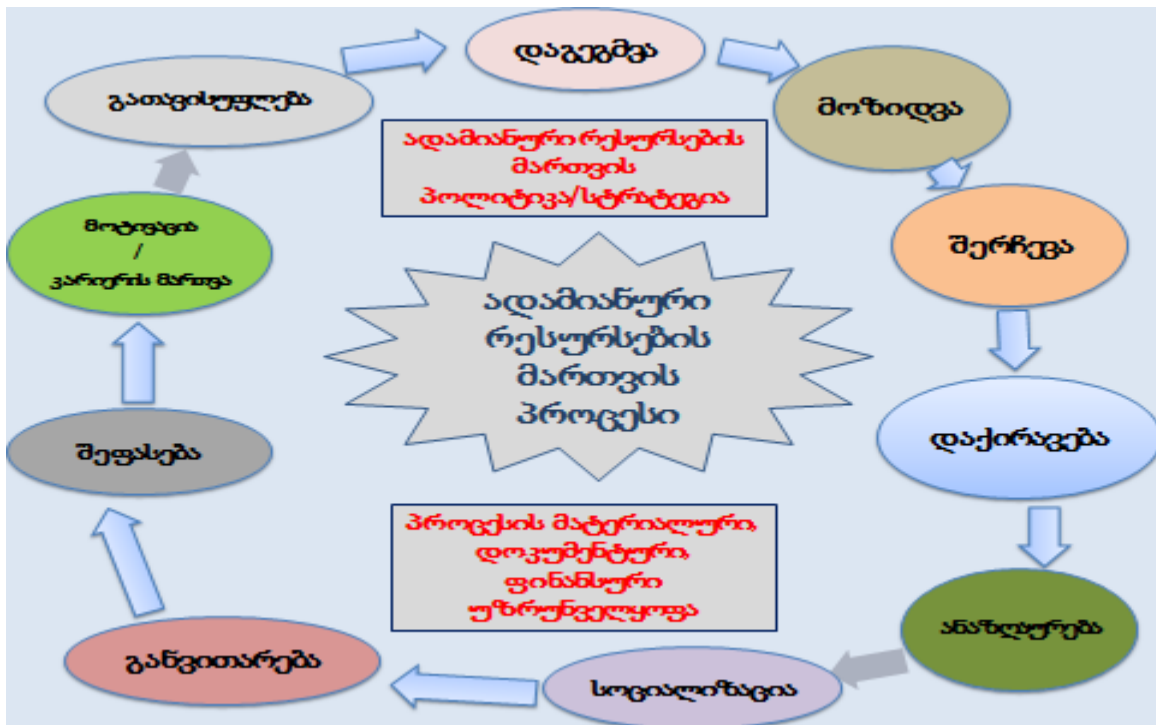 დაგეგმვა
მოზიდვა
შერჩევა
დაქირავება
ანაზღაურება
სოციალიზაცია
განვითარება
შეფასება
მოტივაცია
/
კარიერის მართვა
გათავისუფლება
ადამიანური რესურსების
მართვის
პოლიტიკა/სტრატეგია
ადამიანური
რესურსების
მართვის
პროცესი
პროცესის მატერიალური,
დოკუმენტური,
ფინანსური
უზრუნველყოფა